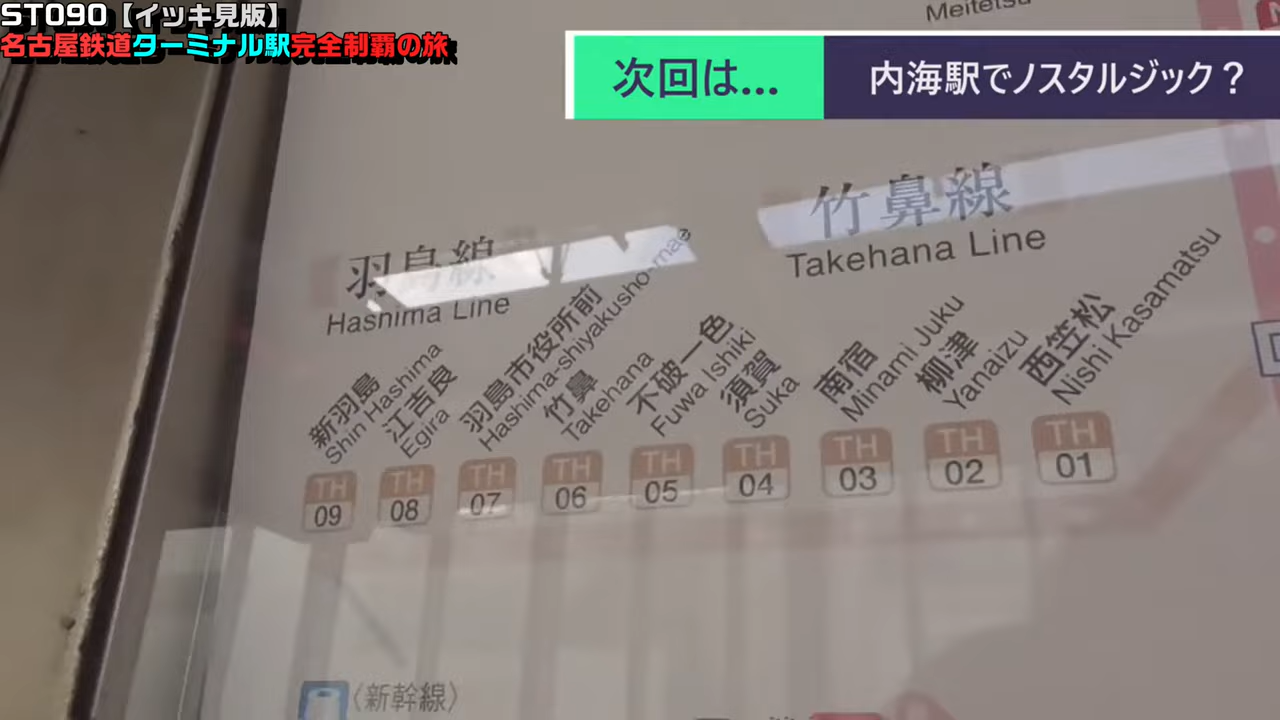 ST090【イッキ見版】
名古屋鉄道ターミナル駅完全制覇の旅
次回は...
内海駅でノスタルジック？
Meitetsu
羽島線
Hashima Line
竹鼻線
Takehana Line
新羽島
Shin Hashima
江吉良
Egira
羽島市役所前
Hashima-shiyakusho-mae
竹鼻
Takehana
不破一色
Fuwa Ishiki
須賀
Suka
南宿
Minami Juku
柳津
Yanaizu
西笠松
Nishi Kasamatsu
TH 09
TH 08
TH 07
TH 06
TH 05
TH 04
TH 03
TH 02
TH 01
〈新幹線〉